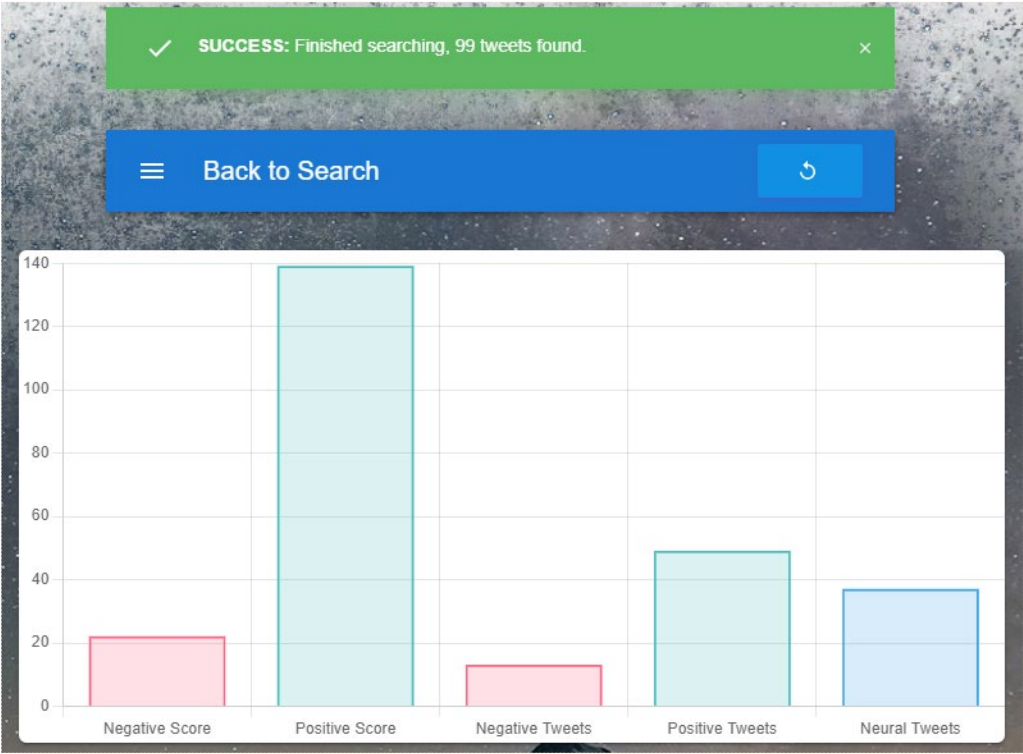 SUCCESS: Finished searching, 99 tweets found.
×
Back to Search
140
120
100
80
60
40
20
0
Negative Score
Positive Score
Negative Tweets
Positive Tweets
Neural Tweets